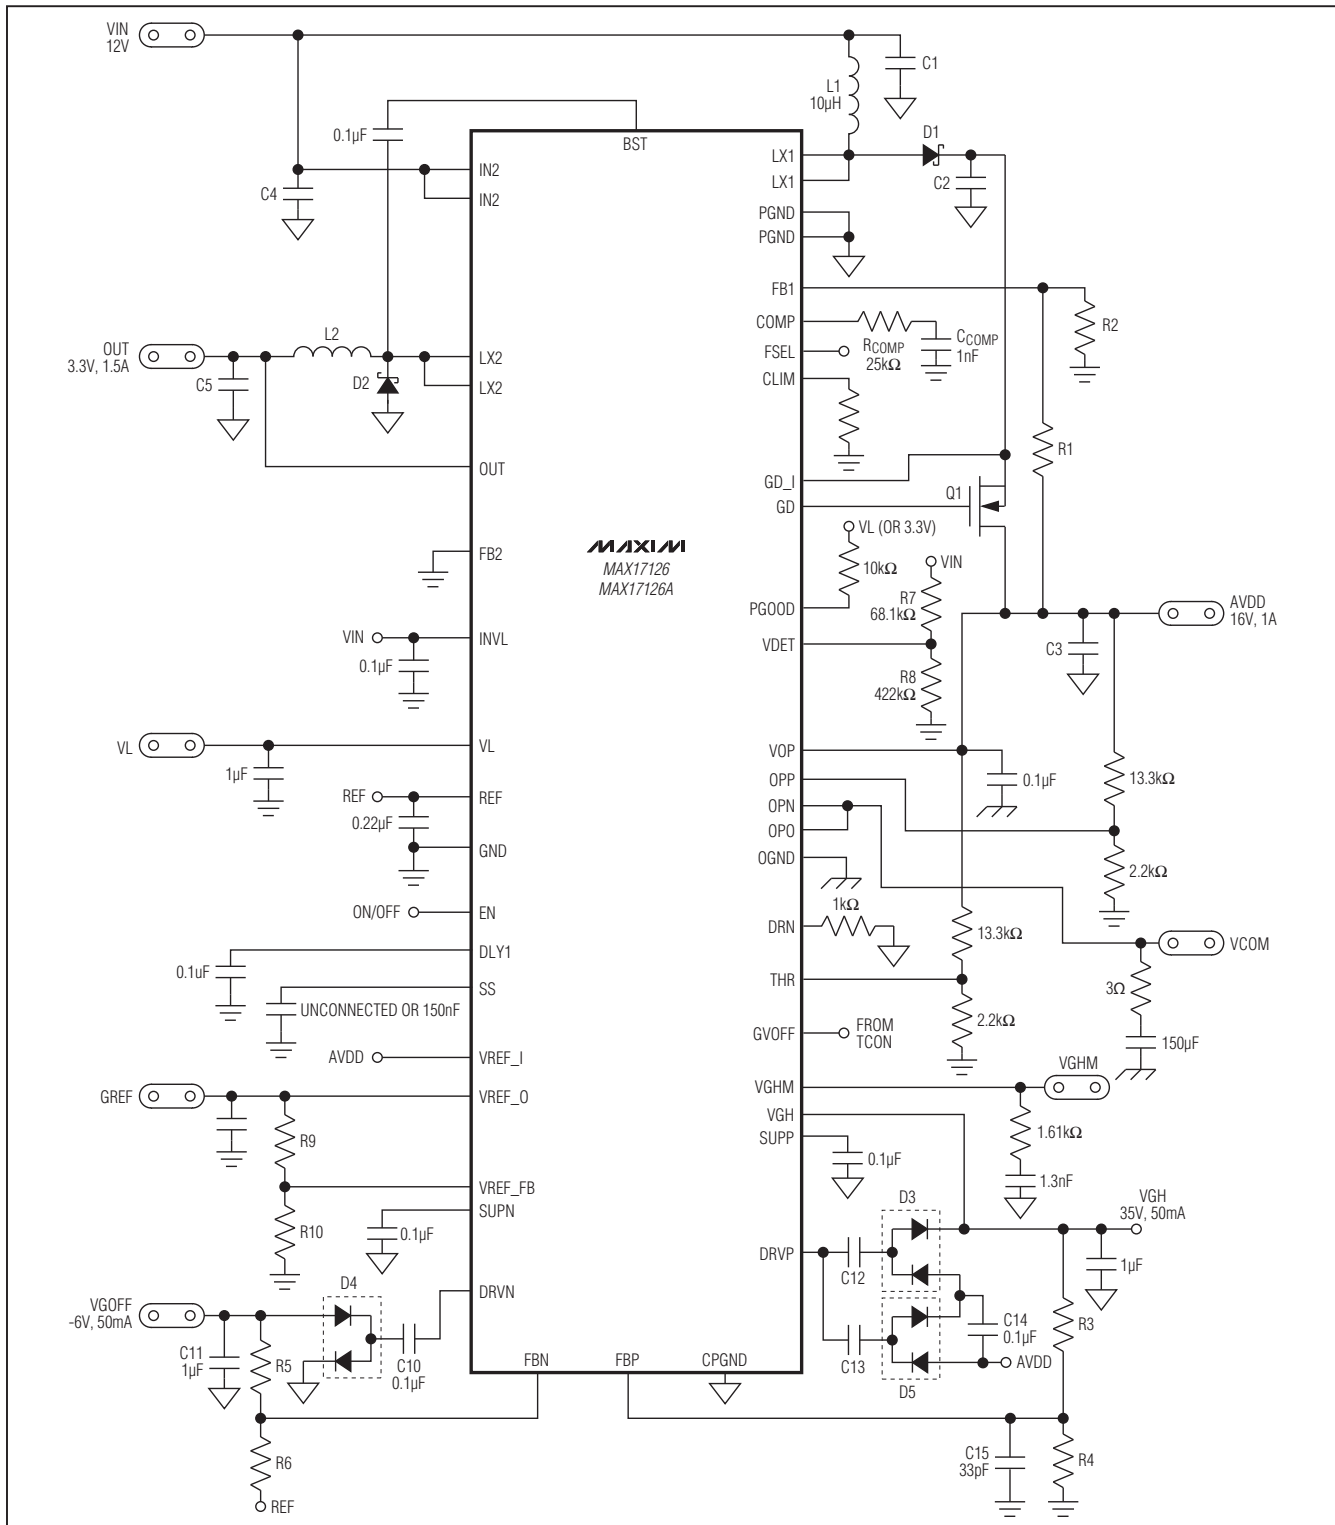 VIN
12V
C1
L1
10µH
0.1µF
BST
D1
LX1
LX1
C2
IN2
IN2
C4
PGND
PGND
FB1
COMP
RCOMP
25kΩ
CCOMP
1nF
R2
FSEL
CLIM
OUT
3.3V, 1.5A
C5
L2
D2
LX2
LX2
OUT
R1
GD_I
GD
Q1
FB2
MAXIM
MAX17126
MAX17126A
VL (OR 3.3V)
10kΩ
PGOOD
VIN
R7
68.1kΩ
VDET
R8
422kΩ
AVDD
16V, 1A
C3
VIN
INVL
0.1µF
VL
VL
1µF
VOP
0.1µF
OPP
13.3kΩ
OPN
OPO
2.2kΩ
OGND
REF
REF
0.22µF
GND
ON/OFF
EN
DLY1
0.1uF
SS
UNCONNECTED OR 150nF
1kΩ
DRN
13.3kΩ
VCOM
THR
3Ω
2.2kΩ
150µF
GVOFF
FROM
TCON
AVDD
VREF_I
GREF
VREF_O
R9
VREF_FB
R10
SUPN
0.1µF
VGHM
VGHM
VGH
SUPP
0.1µF
1.61kΩ
1.3nF
D3
VGH
35V, 50mA
DRVP
C12
1µF
C13
C14
0.1µF
R3
AVDD
D5
DRVN
D4
VGOFF
-6V, 50mA
C11
1µF
R5
C10
0.1µF
FBN
FBP
CPGND
R6
REF
C15
33pF
R4